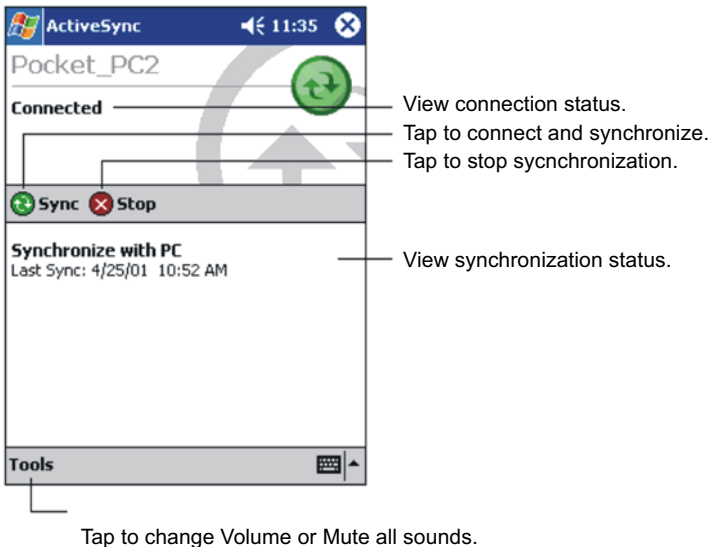 ActiveSync 11:35
Pocket_PC2
Connected
View connection status.
Tap to connect and synchronize.
Tap to stop sycnchronization.
Sync Stop
Synchronize with PC
Last Sync: 4/25/01 10:52 AM
View synchronization status.
Tools
Tap to change Volume or Mute all sounds.